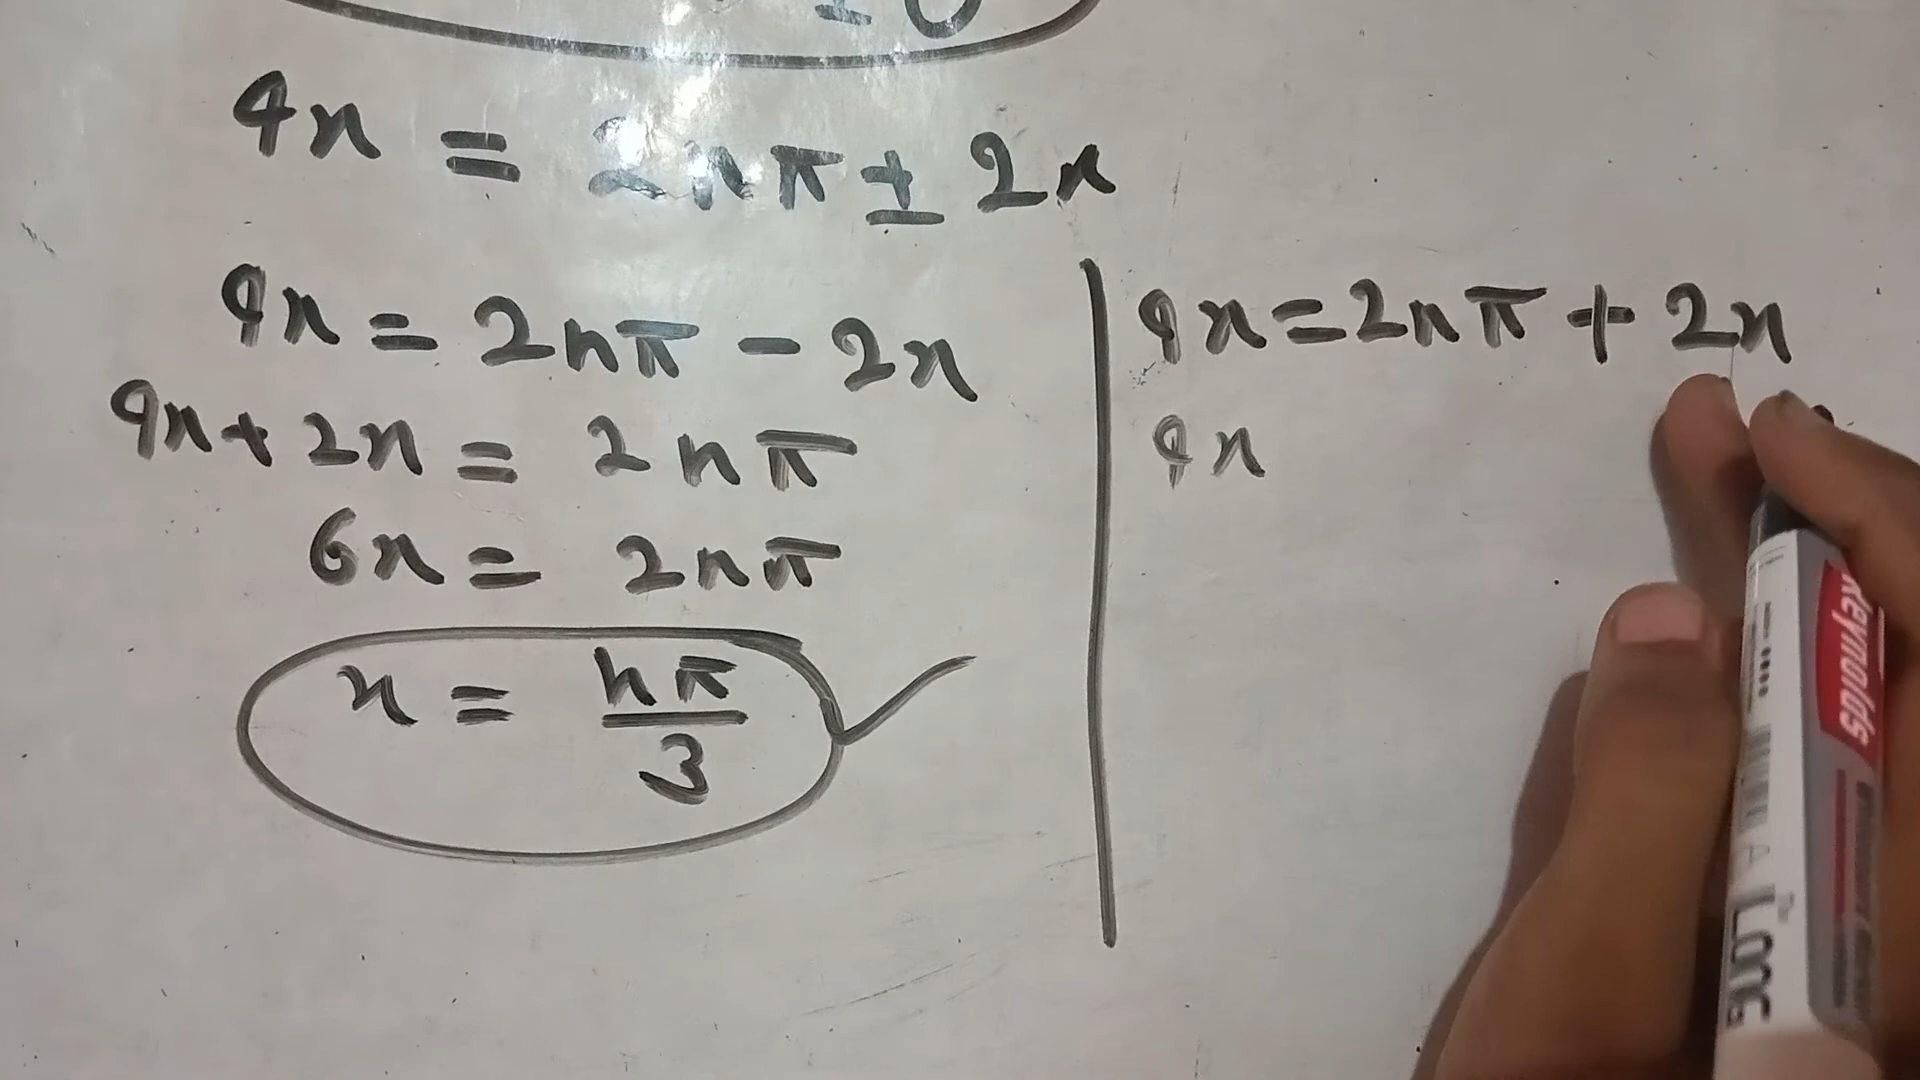 4x = 2nπ ± 2x
4x = 2nπ - 2x
4x + 2x = 2nπ
6x = 2nπ
x = nπ/3
4x = 2nπ + 2x
4x
Reynolds